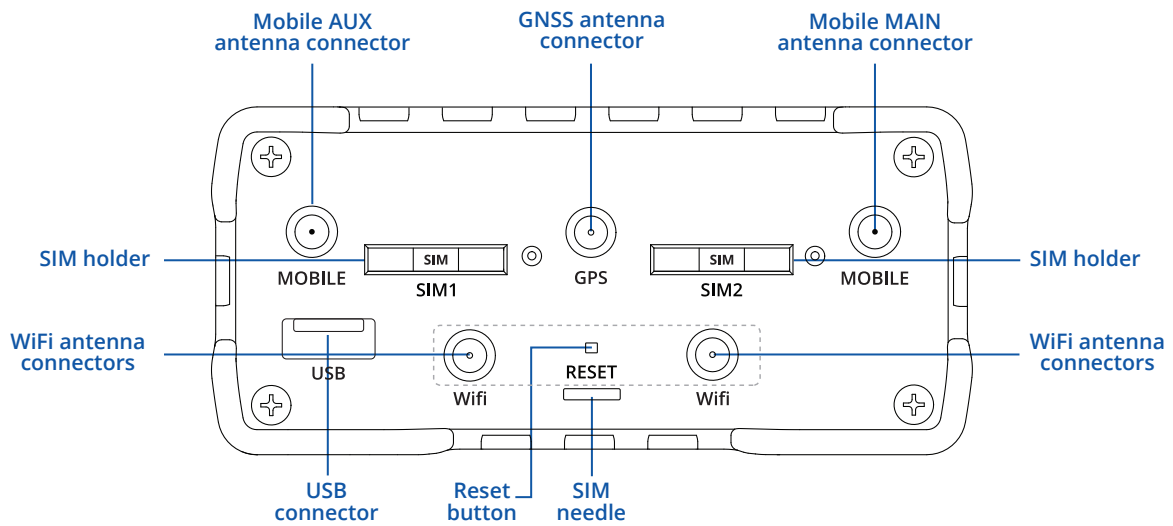 Mobile AUX
antenna connector
GNSS antenna
connector
Mobile MAIN
antenna connector
SIM holder
MOBILE
SIM
SIM1
GPS
SIM
SIM2
MOBILE
SIM holder
WiFi antenna
connectors
USB
Wifi
RESET
Wifi
WiFi antenna
connectors
USB
connector
Reset
button
SIM
needle